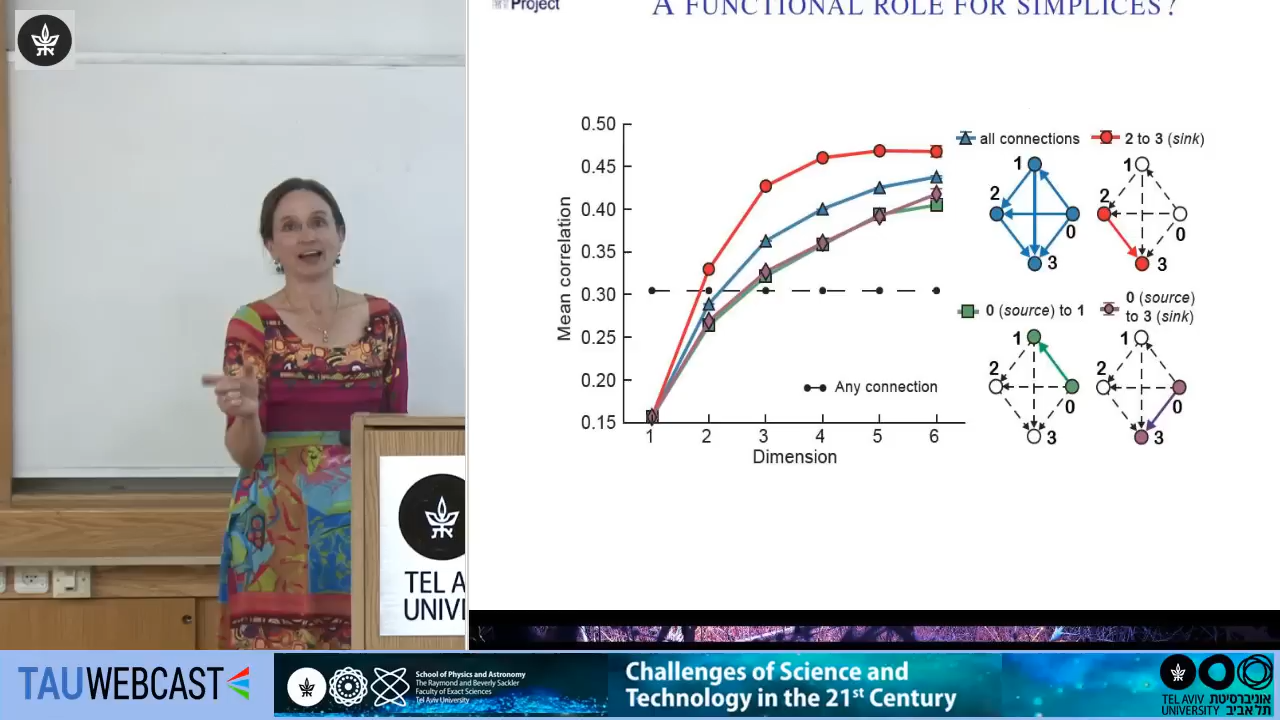 Project
A FUNCTIONAL ROLE FOR SIMPLICES?
0.50
0.45
0.40
0.35
0.30
0.25
0.20
0.15
Mean correlation
1 2 3 4 5 6
Dimension
Any connection
all connections
1
2
0
3
2 to 3 (sink)
1
2
0
3
0 (source) to 1
1
2
0
3
0 (source)
to 3 (sink)
1
2
0
3
TEL A
UNIV
TAUWEBCAST
School of Physics and Astronomy
The Raymond and Beverly Sackler
Faculty of Exact Sciences
Tel Aviv University
Challenges of Science and
Technology in the 21st Century
TEL AVIV אוניברסיטת
UNIVERSITY תל אביב